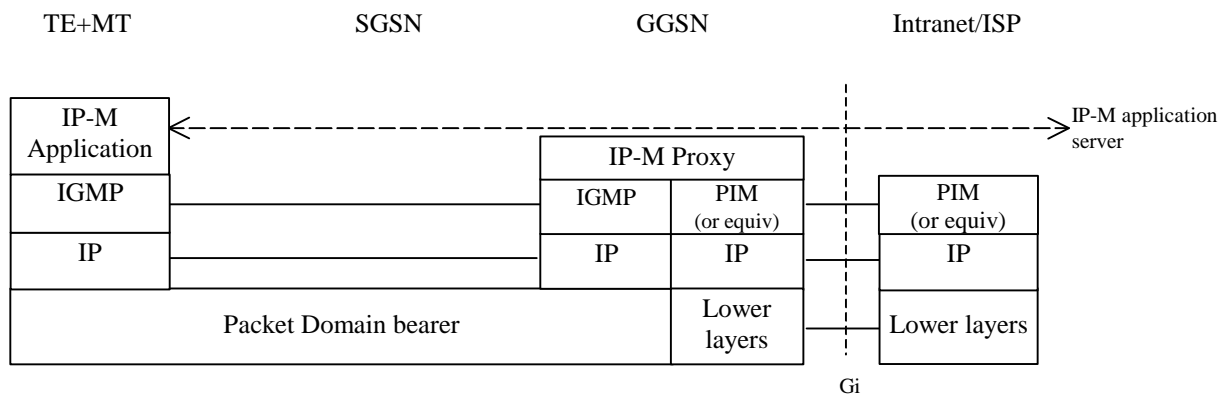 TE+MT SGSN GGSN Intranet/ISP
IP-M
Application
IP-M application
server
IP-M Proxy
IGMP IGMP PIM PIM
(or equiv) (or equiv)
IP IP IP IP
Packet Domain bearer
Lower
layers
Lower layers
Gi